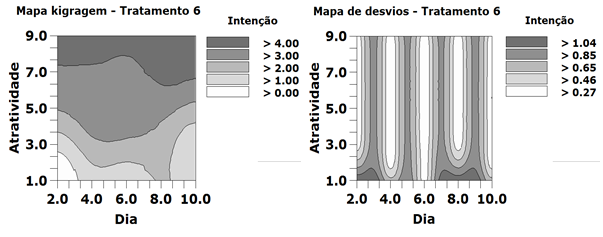 Mapa kigragem - Tratamento 6
Intenção
> 4.00
> 3.00
> 2.00
> 1.00
> 0.00
Atratividade
9.0
7.0
5.0
3.0
1.0
2.0 4.0 6.0 8.0 10.0
Dia
Mapa de desvios - Tratamento 6
Intenção
> 1.04
> 0.85
> 0.65
> 0.46
> 0.27
Atratividade
9.0
7.0
5.0
3.0
1.0
2.0 4.0 6.0 8.0 10.0
Dia